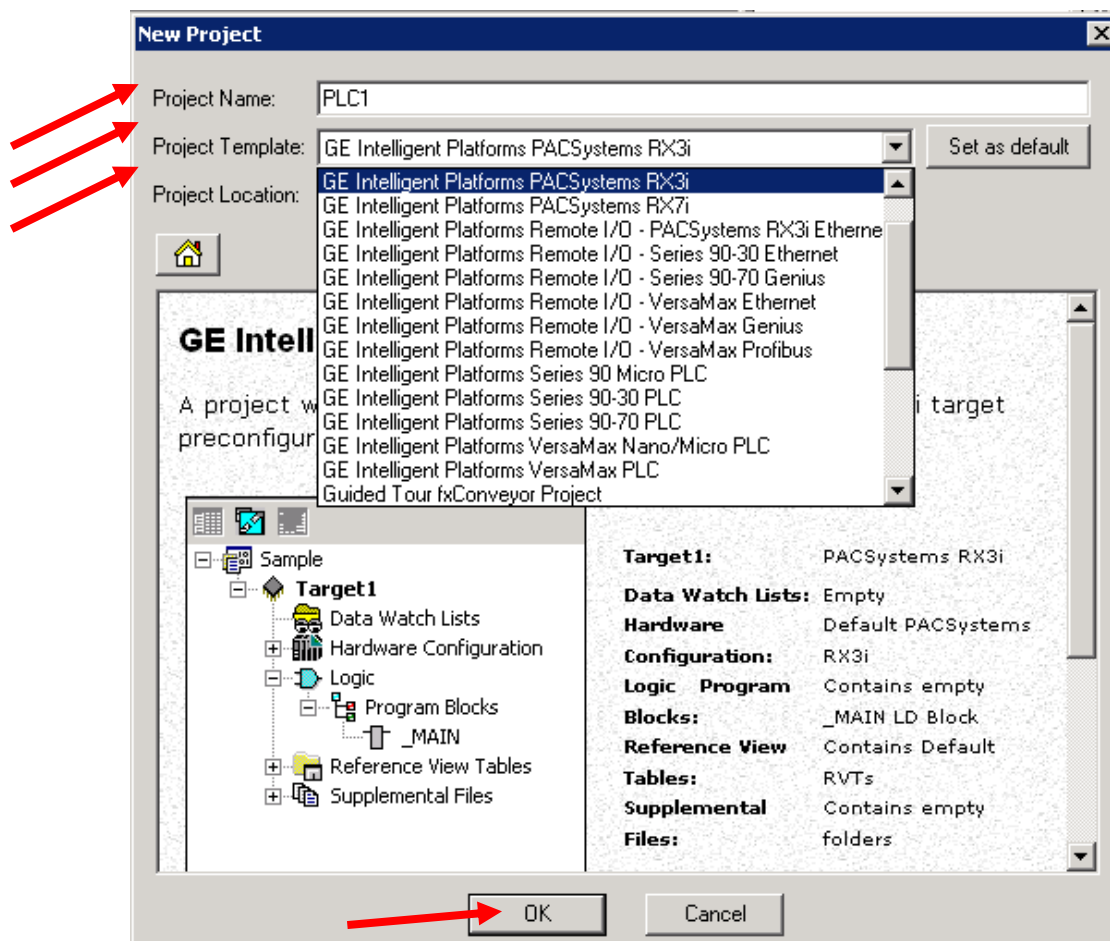 New Project
Project Name: PLC1
Project Template: GE Intelligent Platforms PACSystems RX3i Set as default
Project Location:
GE Intelligent Platforms PACSystems RX3i
GE Intelligent Platforms PACSystems RX7i
GE Intelligent Platforms Remote I/O - PACSystems RX3i Etherne
GE Intelligent Platforms Remote I/O - Series 90-30 Ethernet
GE Intelligent Platforms Remote I/O - Series 90-70 Genius
GE Intelligent Platforms Remote I/O - VersaMax Ethernet
GE Intelligent Platforms Remote I/O - VersaMax Genius
GE Intelligent Platforms Remote I/O - VersaMax Profibus
GE Intelligent Platforms Series 90 Micro PLC
GE Intelligent Platforms Series 90-30 PLC
GE Intelligent Platforms Series 90-70 PLC
GE Intelligent Platforms VersaMax Nano/Micro PLC
GE Intelligent Platforms VersaMax PLC
Guided Tour fxConveyor Project
GE Intell
A project w i target
preconfigur
Sample
Target1
Data Watch Lists
Hardware Configuration
Logic
Program Blocks
_MAIN
Reference View Tables
Supplemental Files
Target1: PACSystems RX3i
Data Watch Lists: Empty
Hardware Default PACSystems
Configuration: RX3i
Logic Program Contains empty
Blocks: _MAIN LD Block
Reference View Contains Default
Tables: RVTs
Supplemental Contains empty
Files: folders
OK Cancel